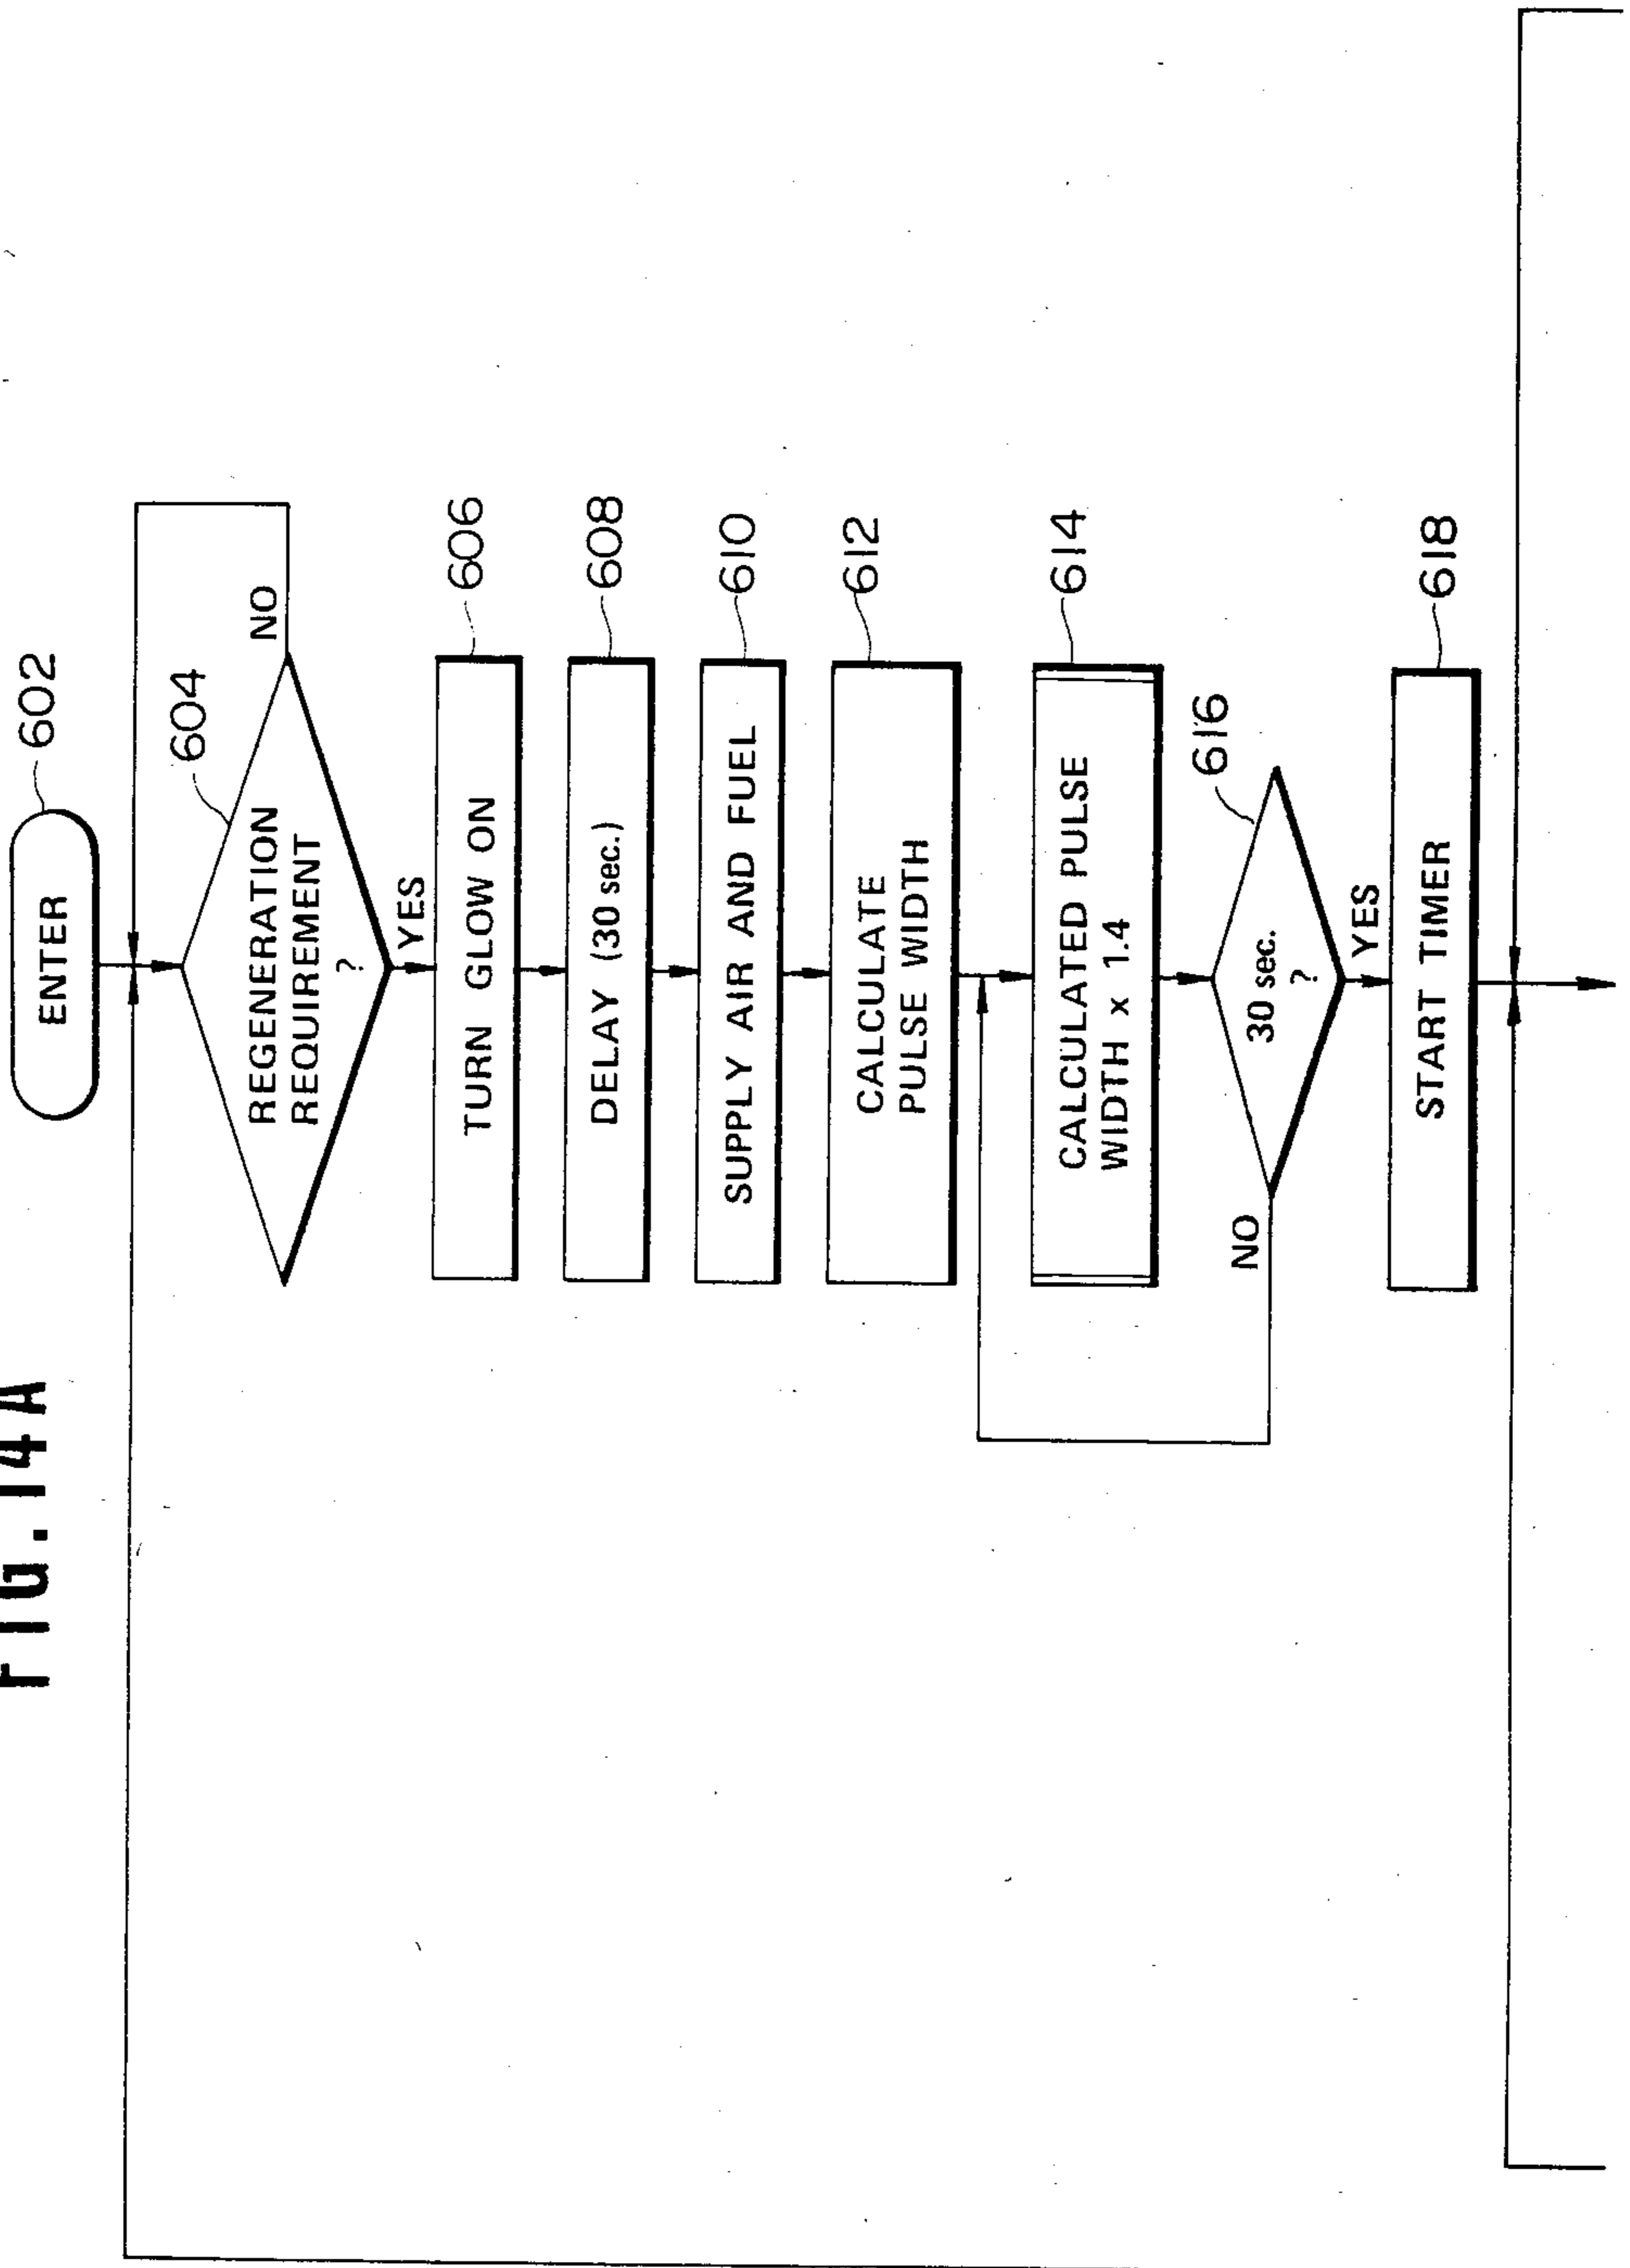 FIG.14A
ENTER
602
604
REGENERATION
REQUIREMENT
?
NO
YES
TURN GLOW ON
606
DELAY (30 sec.)
608
SUPPLY AIR AND FUEL
610
CALCULATE
PULSE WIDTH
612
CALCULATED PULSE
WIDTH x 1.4
614
616
30 sec.
?
NO
YES
START TIMER
618